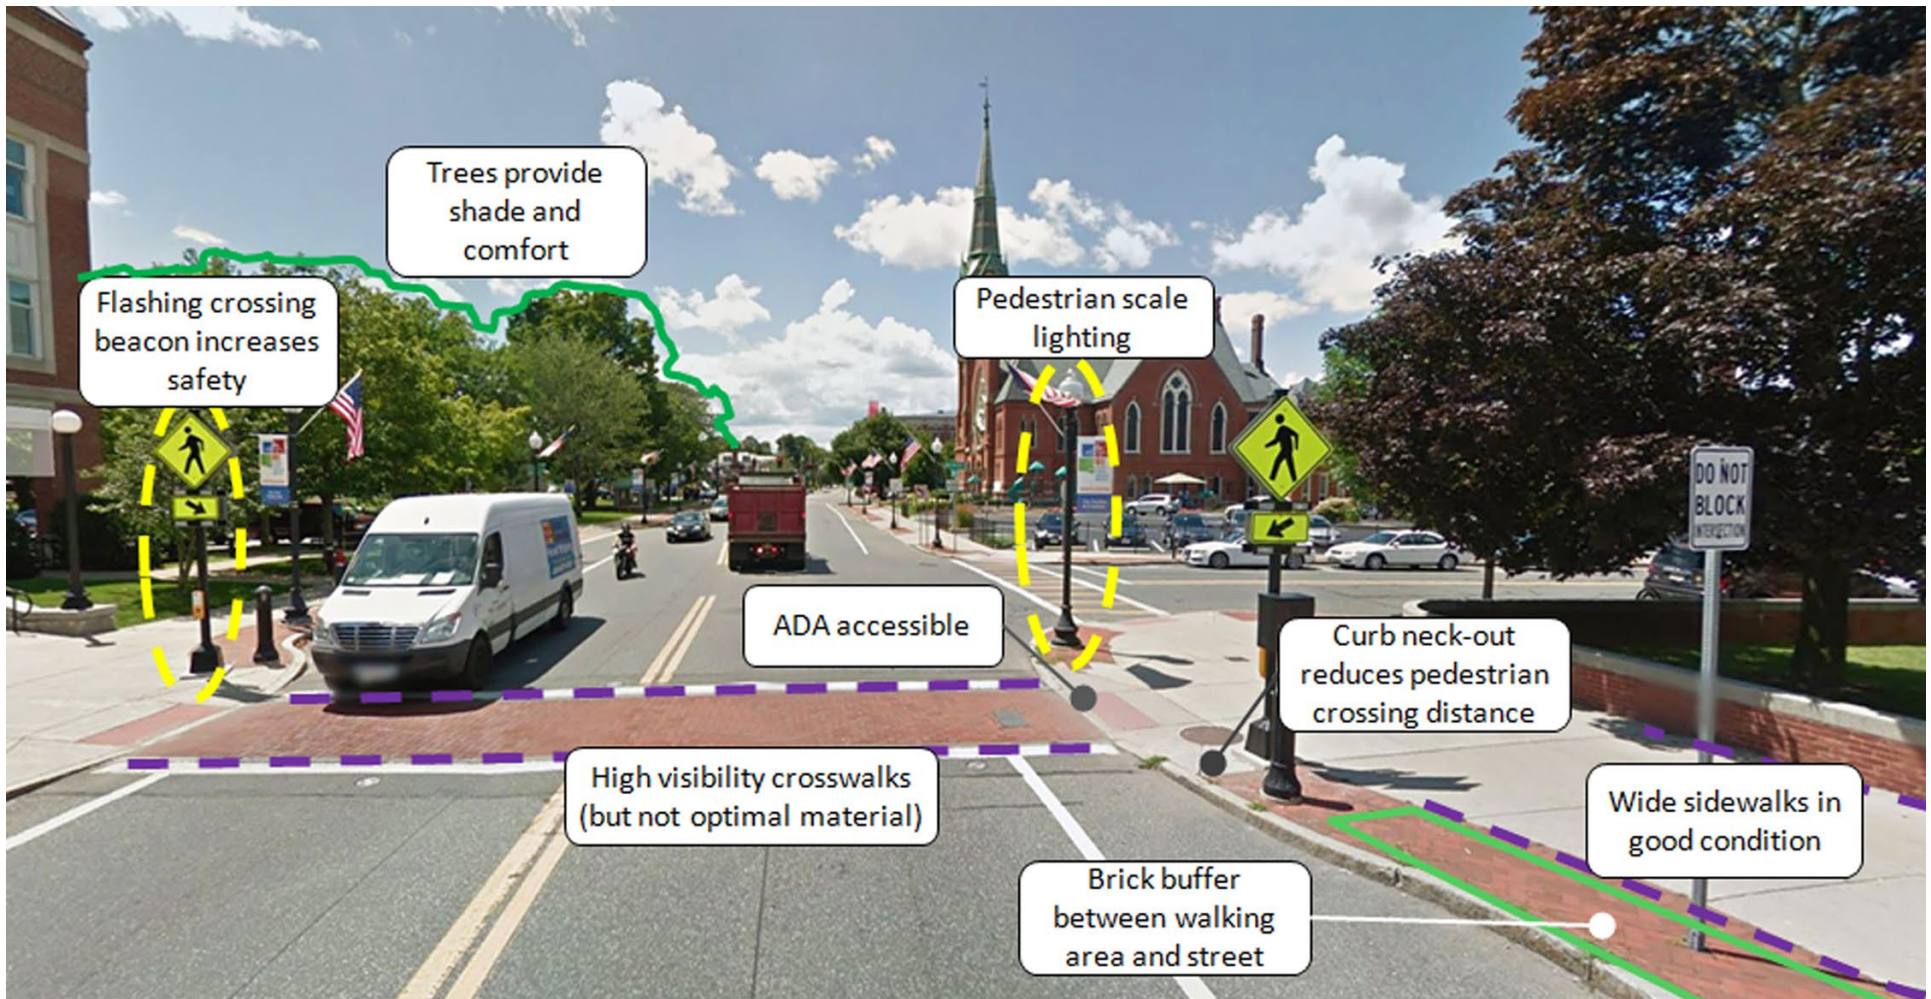 Trees provide
shade and
comfort
Flashing crossing
beacon increases
safety
Pedestrian scale
lighting
DO NOT
BLOCK
INTERSECTION
ADA accessible
Curb neck-out
reduces pedestrian
crossing distance
High visibility crosswalks
(but not optimal material)
Wide sidewalks in
good condition
Brick buffer
between walking
area and street